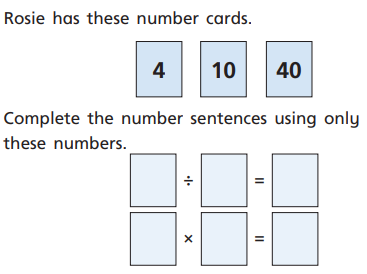 Rosie has these number cards.
4 10 40
Complete the number sentences using only
these numbers.
÷ =
× =